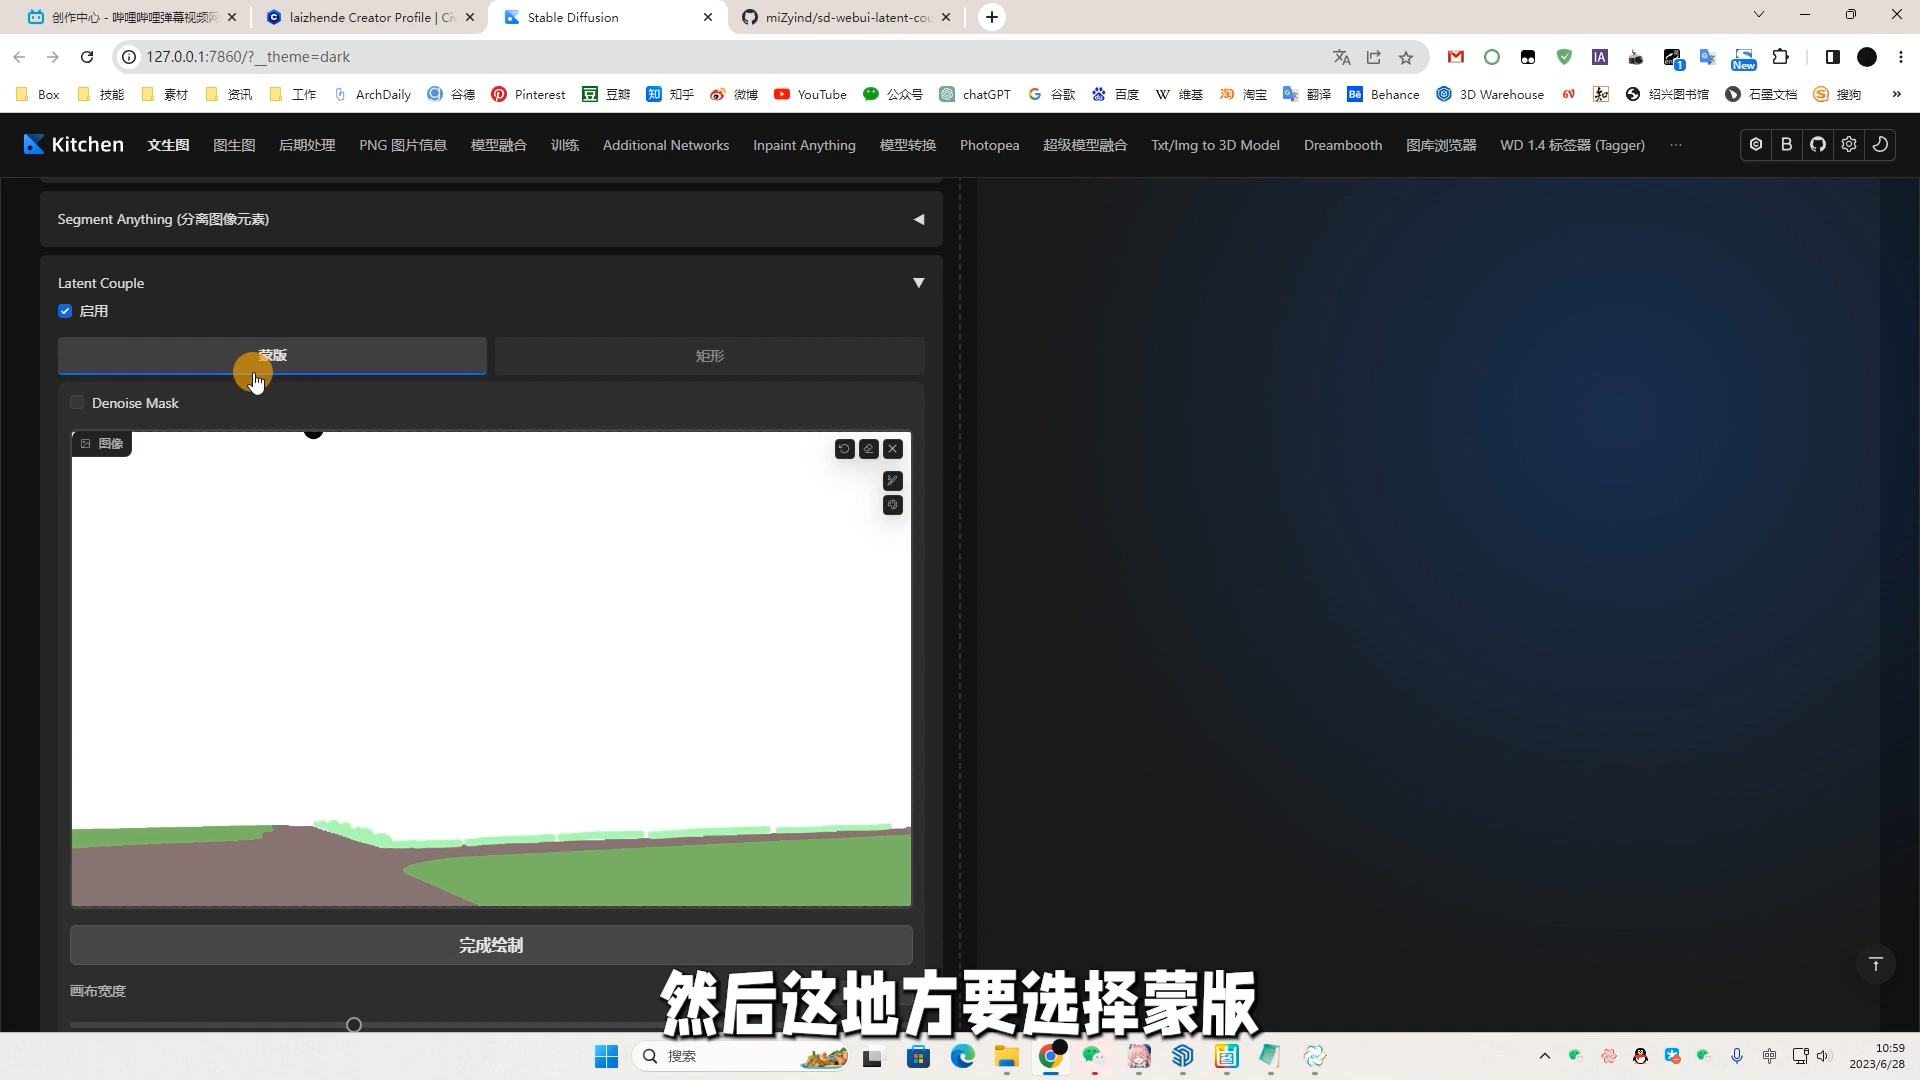 创作中心 - 哔哩哔哩弹幕视频网
laizhende Creator Profile | Ci
Stable Diffusion
miZyind/sd-webui-latent-cou
127.0.0.1:7860/?__theme=dark
IA
1
New
Box
技能
素材
资讯
工作
ArchDaily
谷德
Pinterest
豆瓣
知乎
微博
YouTube
公众号
chatGPT
谷歌
百度
维基
淘宝
翻译
Behance
3D Warehouse
绍兴图书馆
石墨文档
搜狗
»
Kitchen
文生图
图生图
后期处理
PNG 图片信息
模型融合
训练
Additional Networks
Inpaint Anything
模型转换
Photopea
超级模型融合
Txt/Img to 3D Model
Dreambooth
图库浏览器
WD 1.4 标签器 (Tagger)
···
B
Segment Anything (分离图像元素)
Latent Couple
启用
蒙版
矩形
Denoise Mask
图像
完成绘制
画布宽度
然后这地方要选择蒙版
搜索
中
10:59
2023/6/28